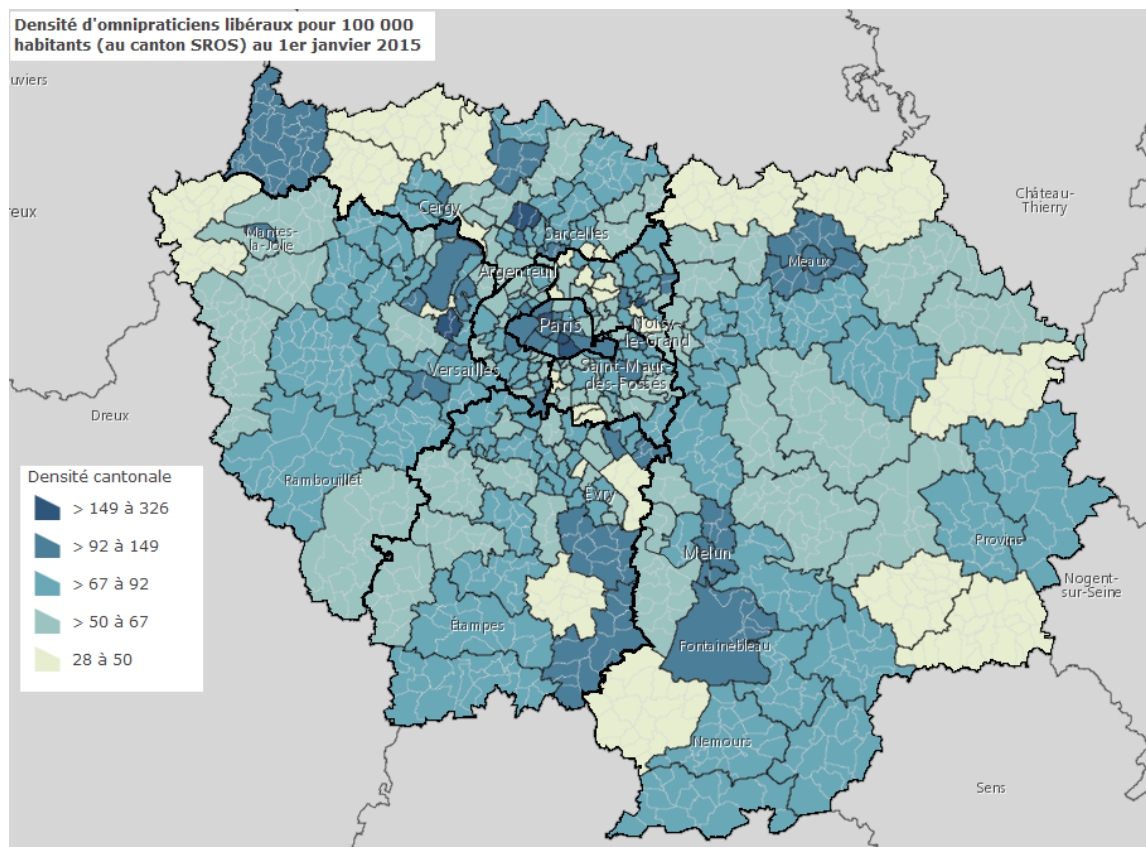 Densité d'omnipraticiens libéraux pour 100 000
habitants (au canton SROS) au 1er janvier 2015
uviers
Château-
Thierry
reux
Cergy
Mantes-
la-Jolie
Sarcelles
Meaux
Argenteuil
Paris
Noisy-
le-Grand
Versailles
Saint-Maur-
des-Fossés
Dreux
Densité cantonale
> 149 à 326
> 92 à 149
> 67 à 92
> 50 à 67
28 à 50
Rambouillet
Évry
Melun
Provins
Nogent-
sur-Seine
Étampes
Fontainebleau
Nemours
Sens